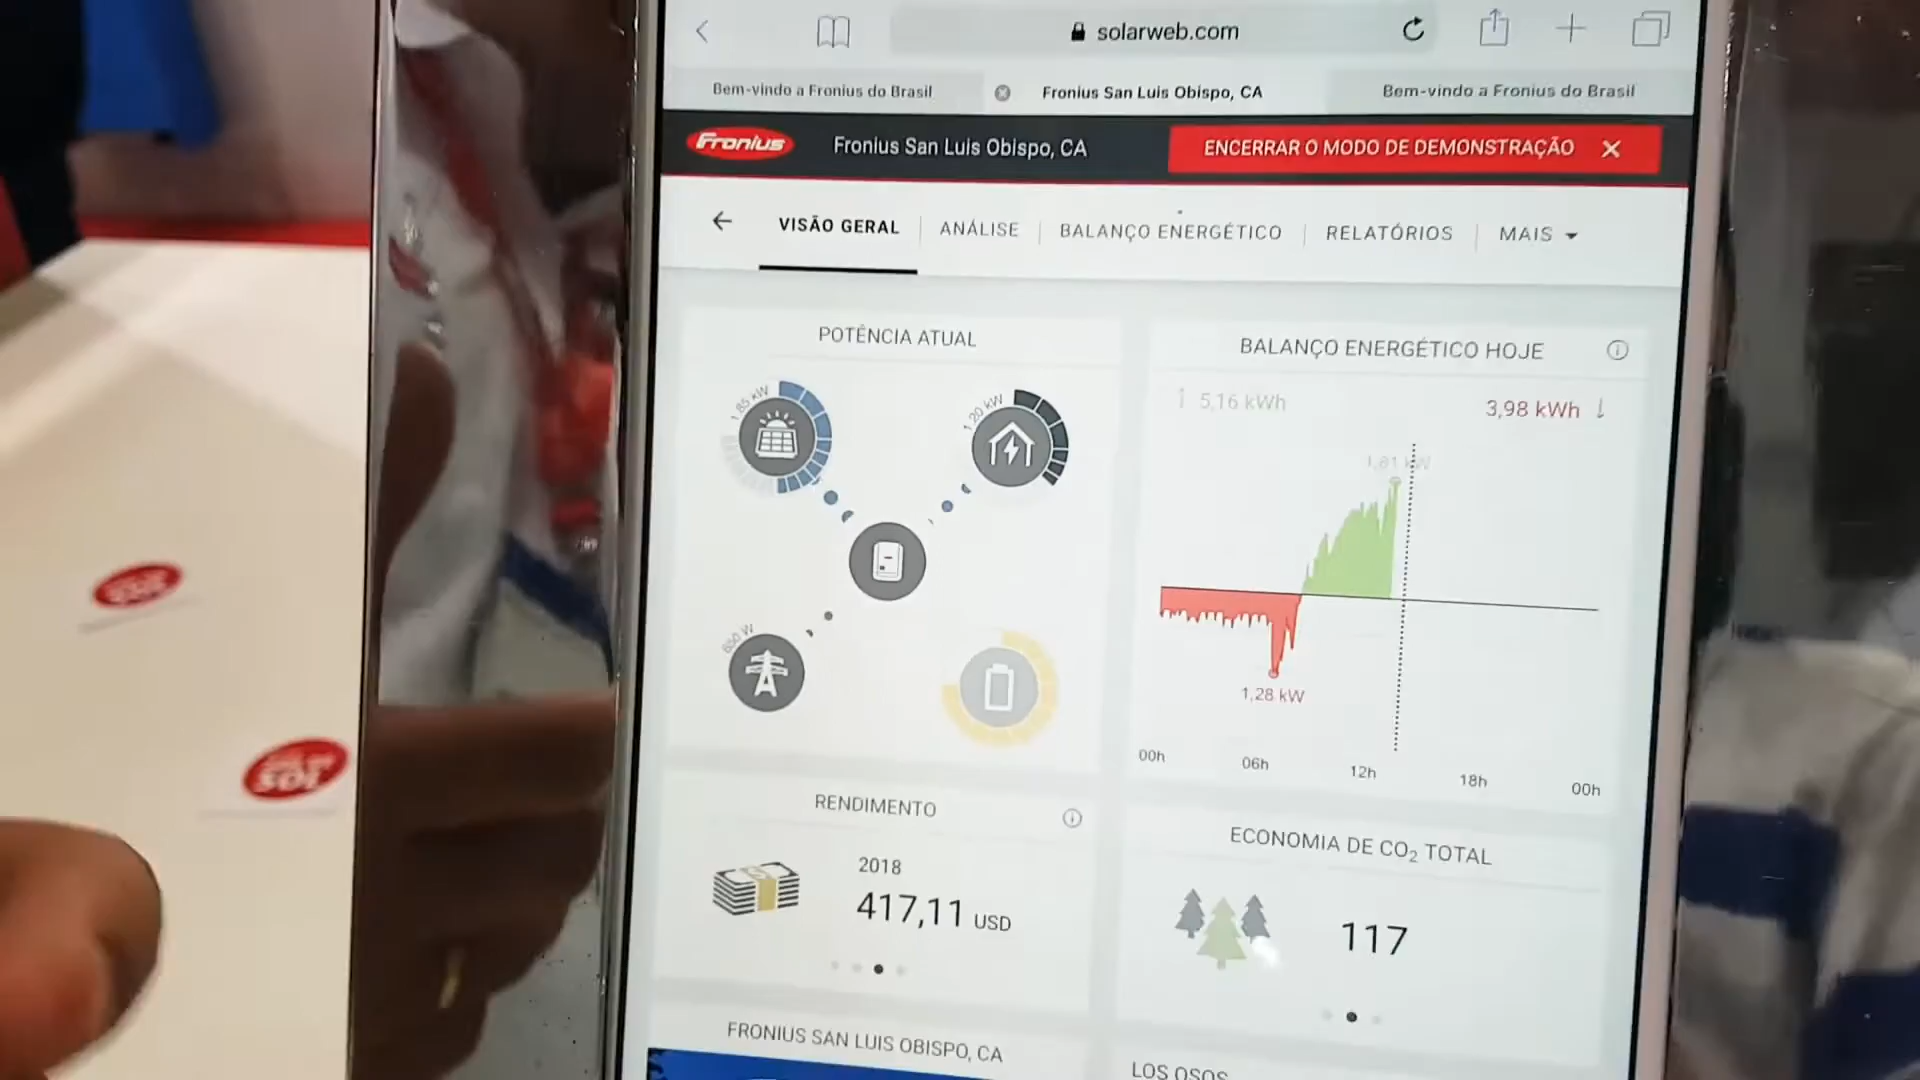 solarweb.com
Bem-vindo a Fronius do Brasil
Fronius San Luis Obispo, CA
Bem-vindo a Fronius do Brasil
Fronius
Fronius San Luis Obispo, CA
ENCERRAR O MODO DE DEMONSTRAÇÃO
VISÃO GERAL
ANÁLISE
BALANÇO ENERGÉTICO
RELATÓRIOS
MAIS
POTÊNCIA ATUAL
1,85 kW
1,20 kW
650 W
BALANÇO ENERGÉTICO HOJE
5,16 kWh
3,98 kWh
1,81 kW
1,28 kW
00h
06h
12h
18h
00h
RENDIMENTO
2018
417,11 USD
ECONOMIA DE CO₂ TOTAL
117
FRONIUS SAN LUIS OBISPO, CA
LOS OSOS
SOL